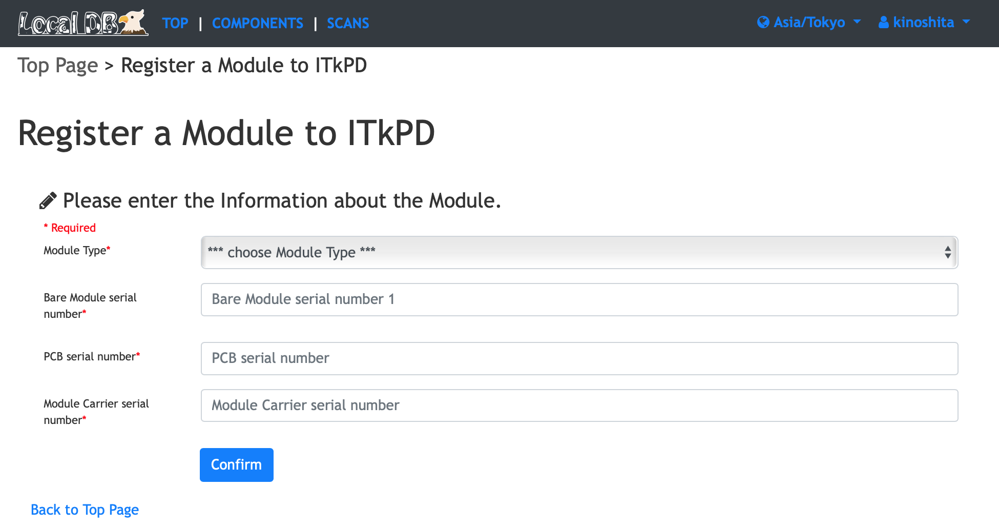 Local DB TOP | COMPONENTS | SCANS Asia/Tokyo kinoshita
Top Page > Register a Module to ITkPD
Register a Module to ITkPD
Please enter the Information about the Module.
* Required
Module Type* *** choose Module Type ***
Bare Module serial
number*
Bare Module serial number 1
PCB serial number* PCB serial number
Module Carrier serial
number*
Module Carrier serial number
Confirm
Back to Top Page